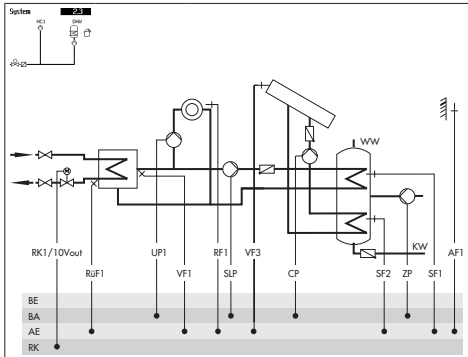 System 2.3
HC1 DHW
WW
KW
RK1/10Vout UP1 RF1 VF3 CP AF1
RüF1 VF1 SLP SF2 ZP SF1
BE
BA
AE
RK